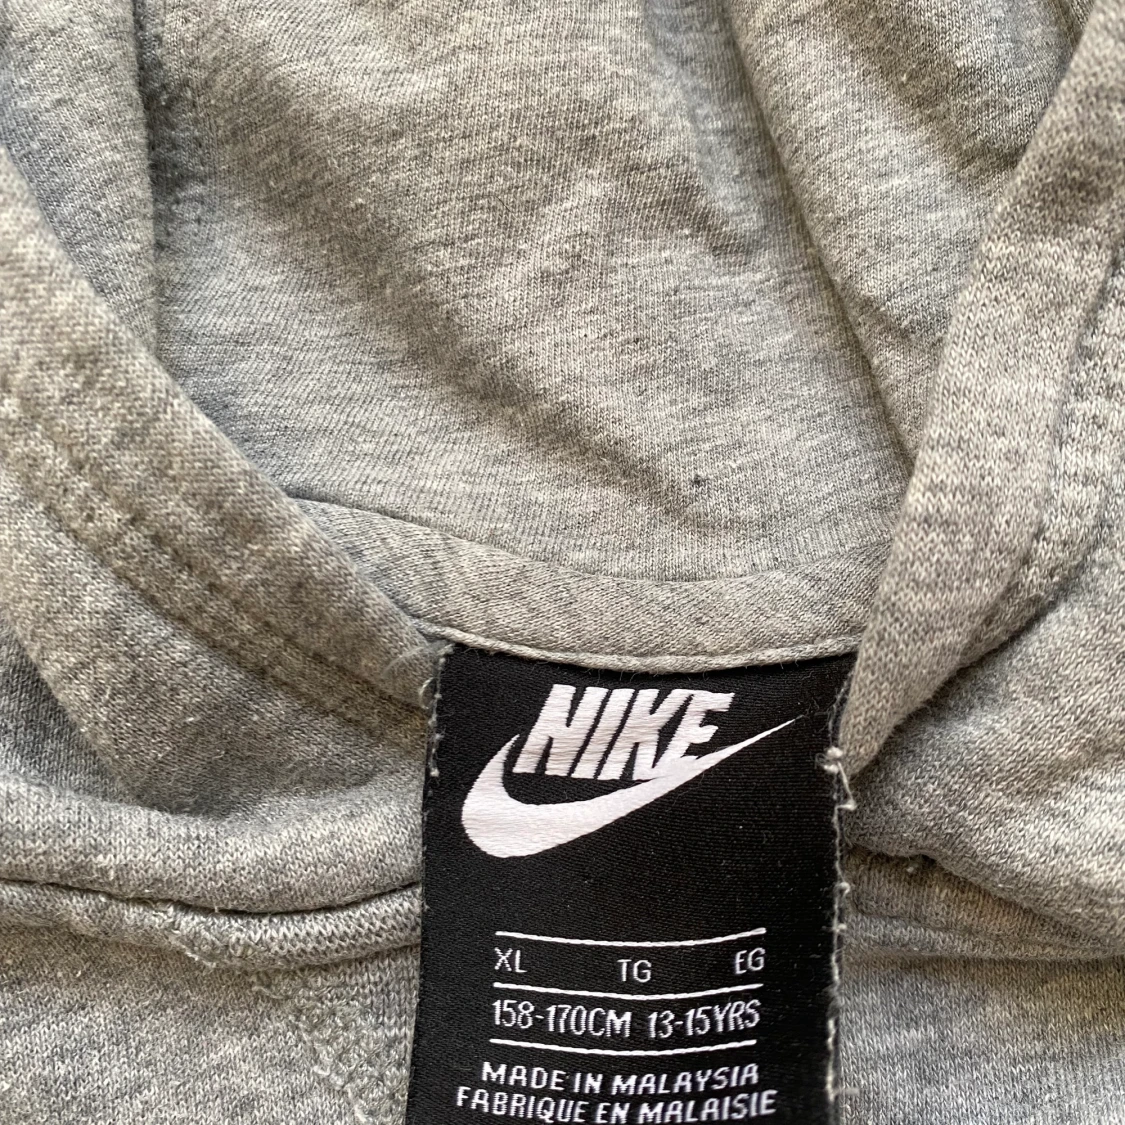 NIKE
XL TG EG
158-170CM 13-15YRS
MADE IN MALAYSIA
FABRIQUE EN MALAISIE